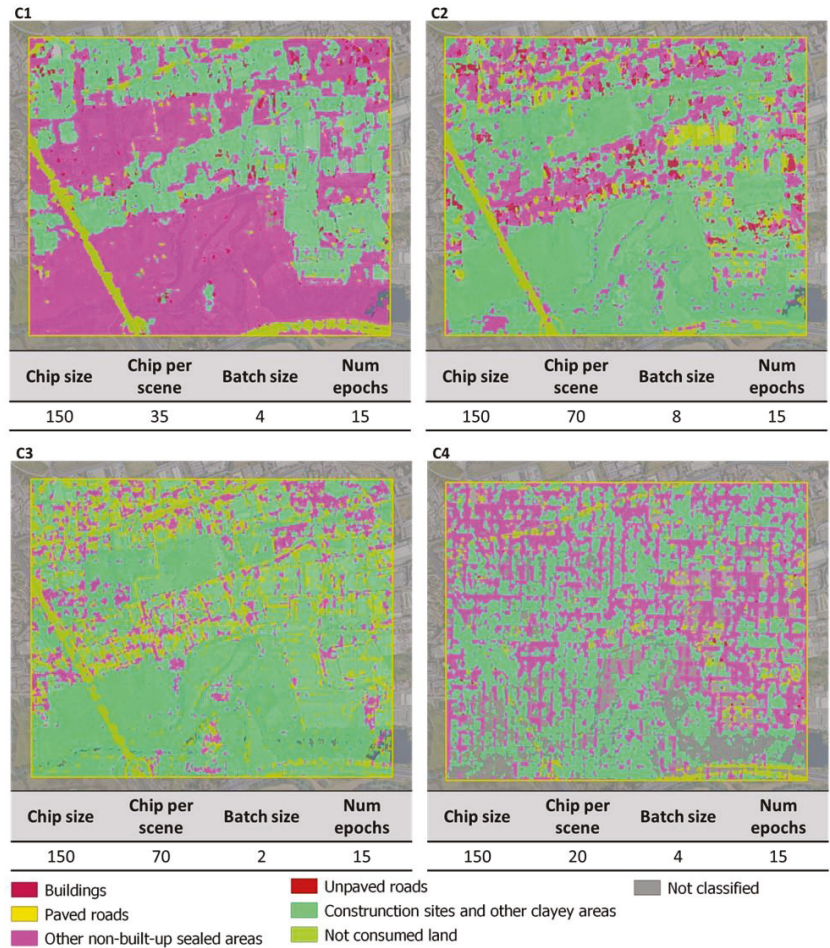 C1
C2
Chip size Chip per scene Batch size Num epochs
150 35 4 15
Chip size Chip per scene Batch size Num epochs
150 70 8 15
C3
C4
Chip size Chip per scene Batch size Num epochs
150 70 2 15
Chip size Chip per scene Batch size Num epochs
150 20 4 15
Buildings
Paved roads
Other non-built-up sealed areas
Unpaved roads
Construnction sites and other clayey areas
Not consumed land
Not classified